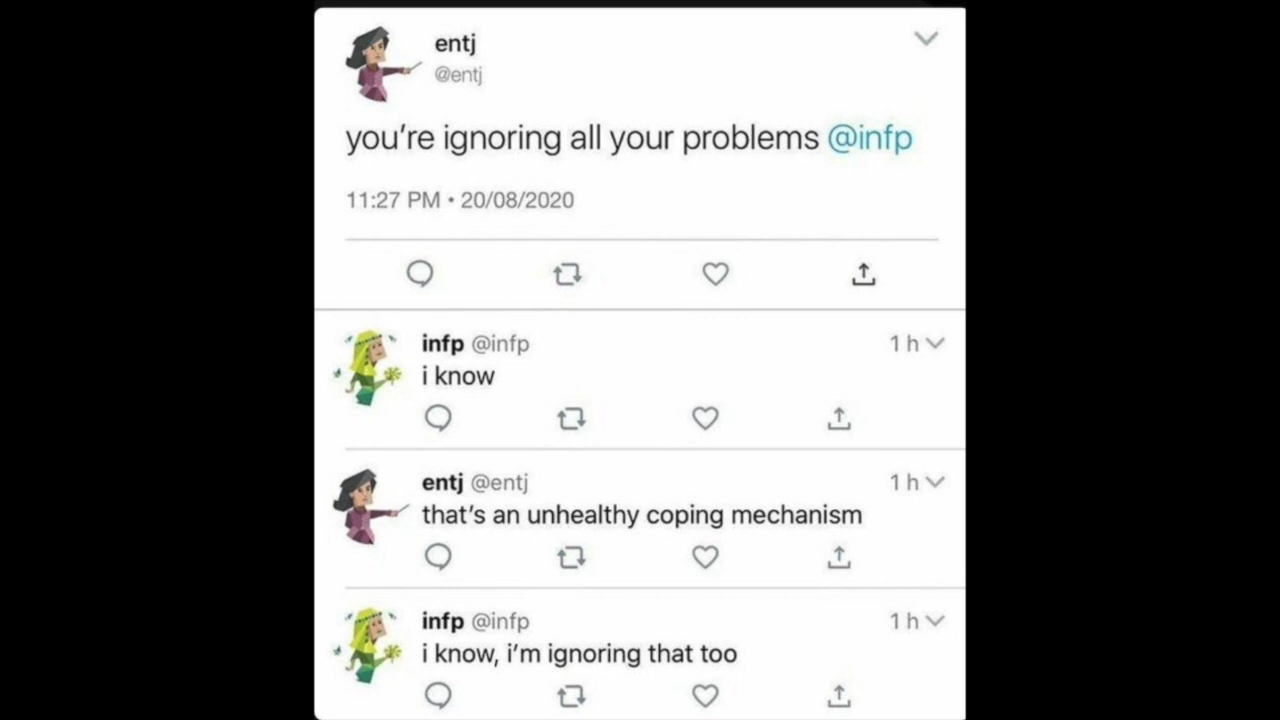 entj
@entj
you're ignoring all your problems @infp
11:27 PM • 20/08/2020
infp @infp 1 h
i know
entj @entj 1 h
that's an unhealthy coping mechanism
infp @infp 1 h
i know, i'm ignoring that too